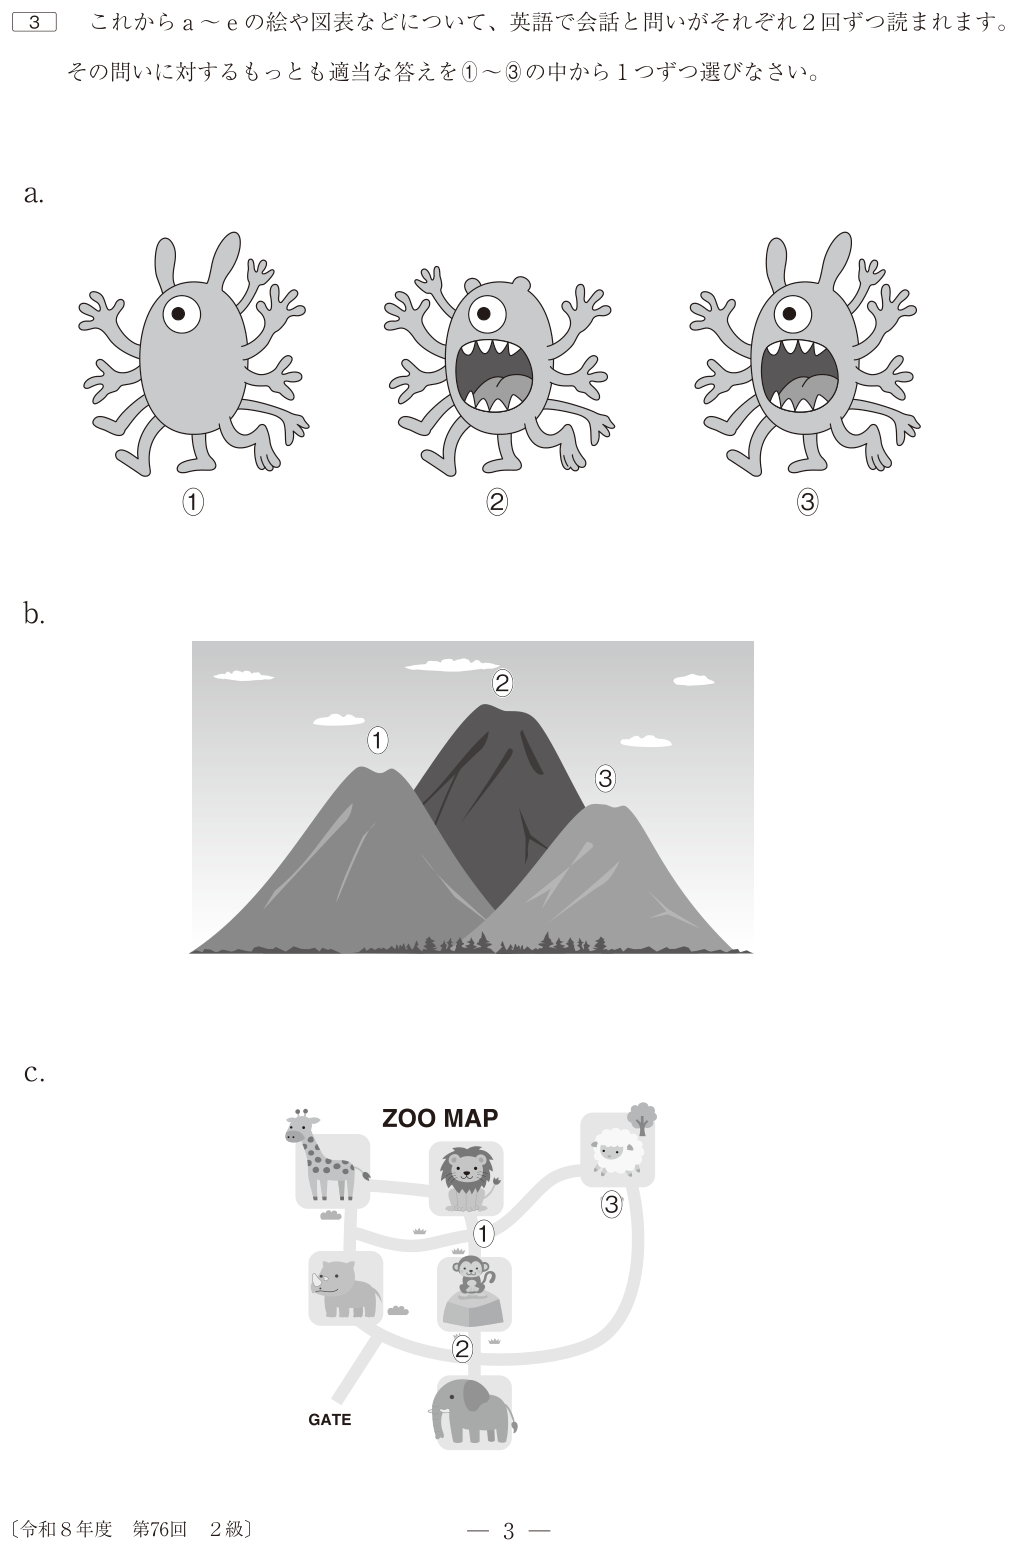 3　これからａ～ｅの絵や図表などについて、英語で会話と問いがそれぞれ２回ずつ読まれます。
その問いに対するもっとも適当な答えを①～③の中から１つずつ選びなさい。
a.
①　②　③
b.
②
①
③
c.
ZOO MAP
③
①
②
GATE
〔令和８年度　第76回　２級〕　― 3 ―